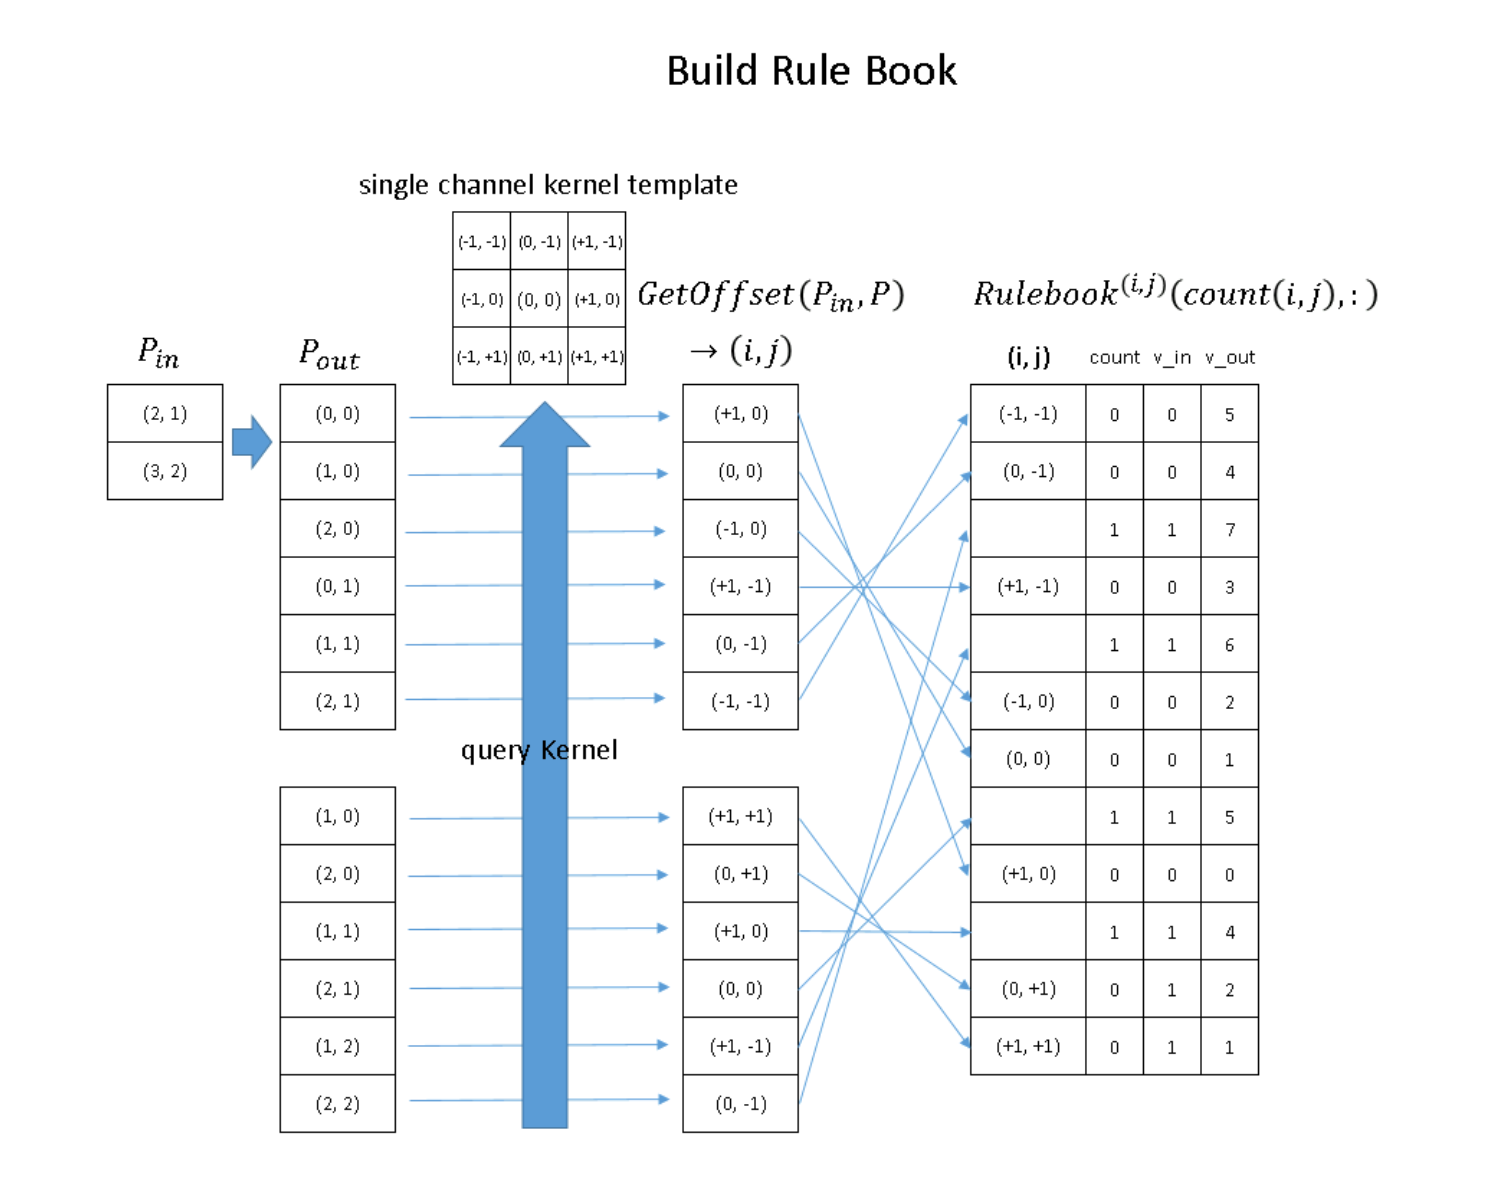 Build Rule Book
single channel kernel template
(-1, -1) (0, -1) (+1, -1)
(-1, 0) (0, 0) (+1, 0)
(-1, +1) (0, +1) (+1, +1)
GetOffset(P_in, P)
→ (i, j)
Rulebook^(i,j)(count(i,j),:)
P_in
(2, 1)
(3, 2)
P_out
(0, 0)
(1, 0)
(2, 0)
(0, 1)
(1, 1)
(2, 1)
query Kernel
(1, 0)
(2, 0)
(1, 1)
(2, 1)
(1, 2)
(2, 2)
(+1, 0)
(0, 0)
(-1, 0)
(+1, -1)
(0, -1)
(-1, -1)
(+1, +1)
(0, +1)
(+1, 0)
(0, 0)
(+1, -1)
(0, -1)
(i, j) count v_in v_out
(-1, -1) 0 0 5
(0, -1) 0 0 4
1 1 7
(+1, -1) 0 0 3
1 1 6
(-1, 0) 0 0 2
(0, 0) 0 0 1
1 1 5
(+1, 0) 0 0 0
1 1 4
(0, +1) 0 1 2
(+1, +1) 0 1 1